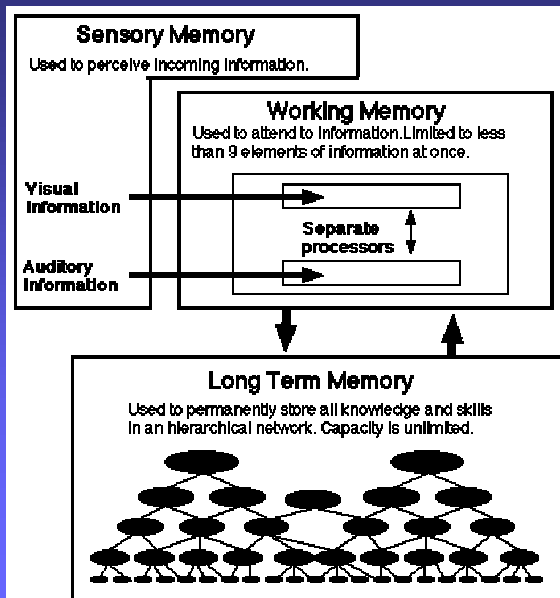 Sensory Memory
Used to perceive incoming information.
Working Memory
Used to attend to information.Limited to less
than 9 elements of information at once.
Visual
Information
Separate
processors
Auditory
Information
Long Term Memory
Used to permanently store all knowledge and skills
in an hierarchical network. Capacity is unlimited.